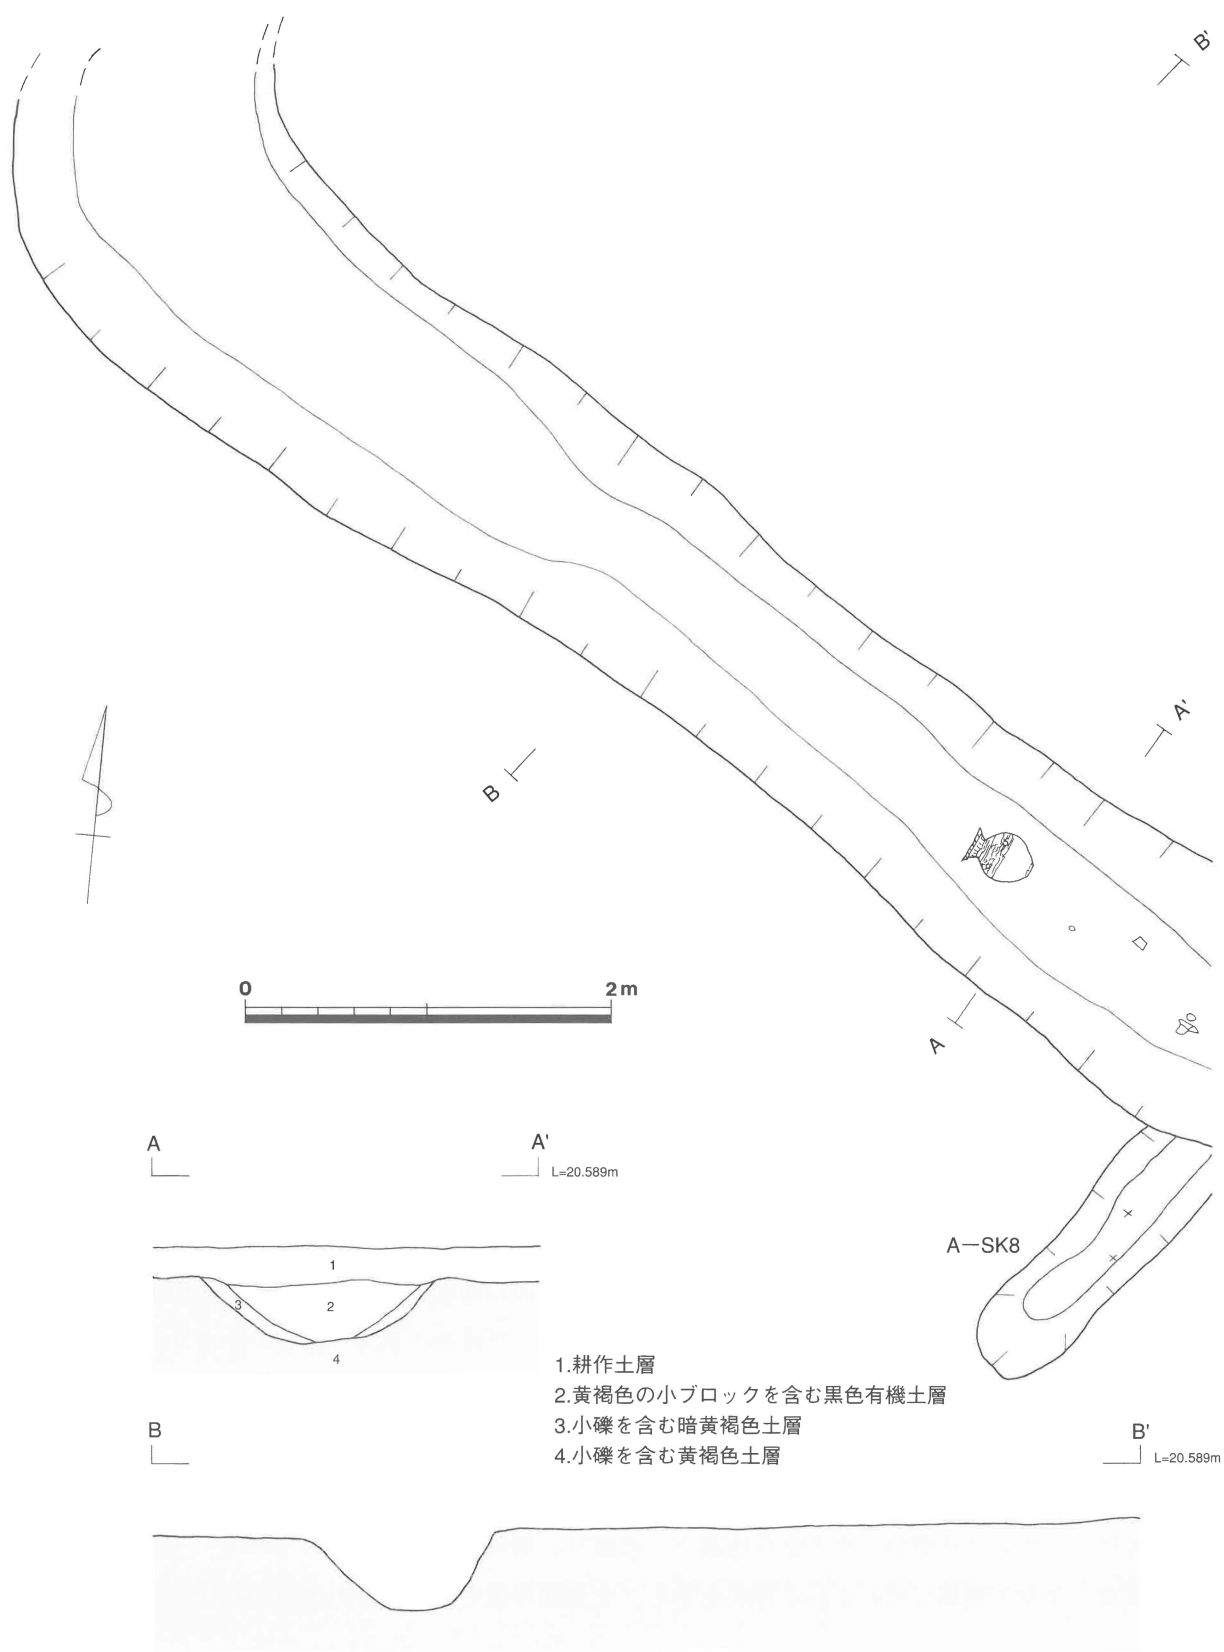 B'
A'
B
0 2m
A
A A'
L=20.589m
A－SK8
1
2
3
4
1.耕作土層
2.黄褐色の小ブロックを含む黒色有機土層
3.小礫を含む暗黄褐色土層
4.小礫を含む黄褐色土層
B B'
L=20.589m